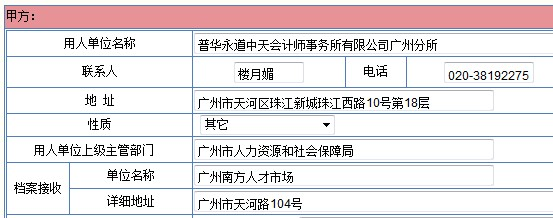 甲方：
用人单位名称 普华永道中天会计师事务所有限公司广州分所
联系人 楼月媚 电话 020-38192275
地 址 广州市天河区珠江新城珠江西路10号第18层
性质 其它
用人单位上级主管部门 广州市人力资源和社会保障局
档案接收 单位名称 广州南方人才市场
详细地址 广州市天河路104号